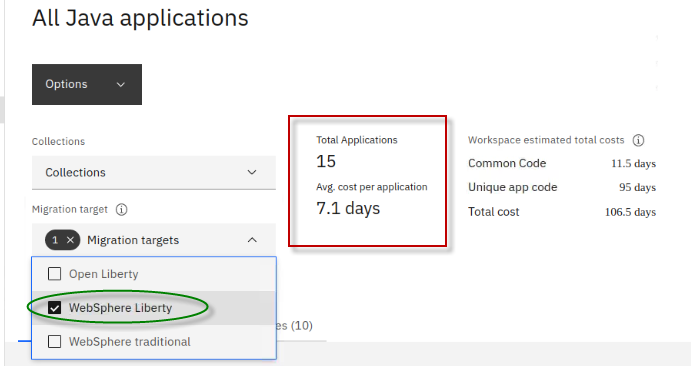 All Java applications
Options
Collections
Collections
Migration target
1 × Migration targets
Open Liberty
WebSphere Liberty
WebSphere traditional
Total Applications
15
Avg. cost per application
7.1 days
Workspace estimated total costs
Common Code 11.5 days
Unique app code 95 days
Total cost 106.5 days
(10)